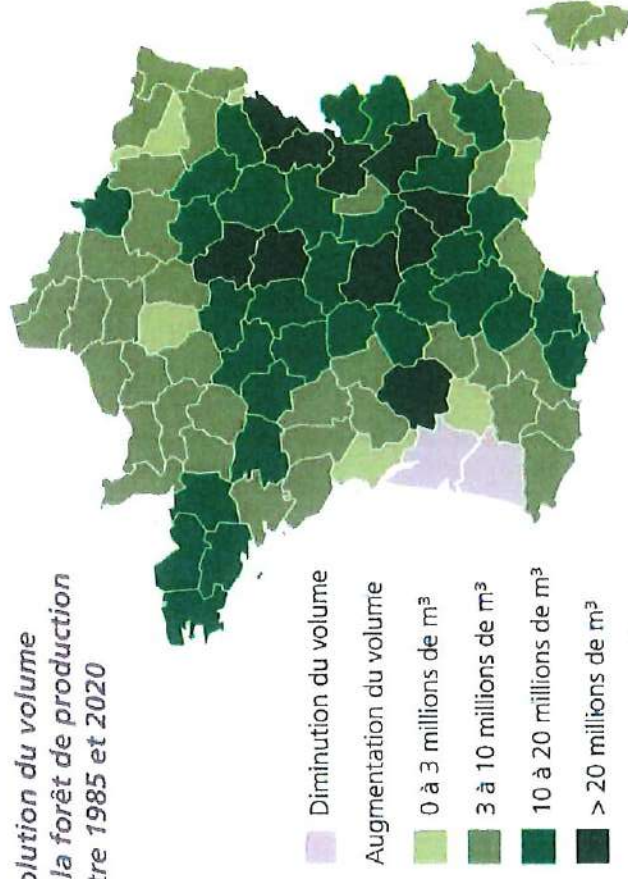 olution du volume
la forêt de production
tre 1985 et 2020
Diminution du volume
Augmentation du volume
0 à 3 millions de m³
3 à 10 millions de m³
10 à 20 millions de m³
> 20 millions de m³